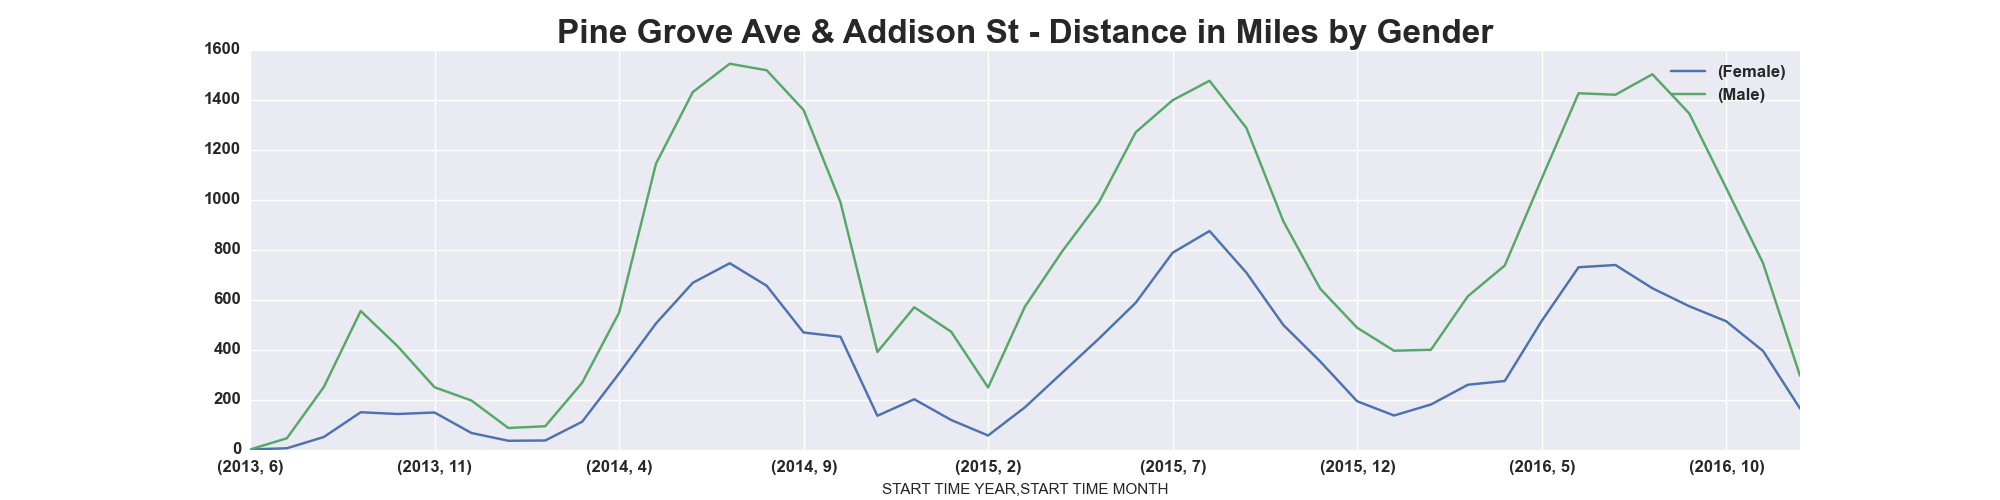 Pine Grove Ave & Addison St - Distance in Miles by Gender
1600
1400
1200
1000
800
600
400
200
0
(Female)
(Male)
(2013, 6) (2013, 11) (2014, 4) (2014, 9) (2015, 2) (2015, 7) (2015, 12) (2016, 5) (2016, 10)
START TIME YEAR,START TIME MONTH